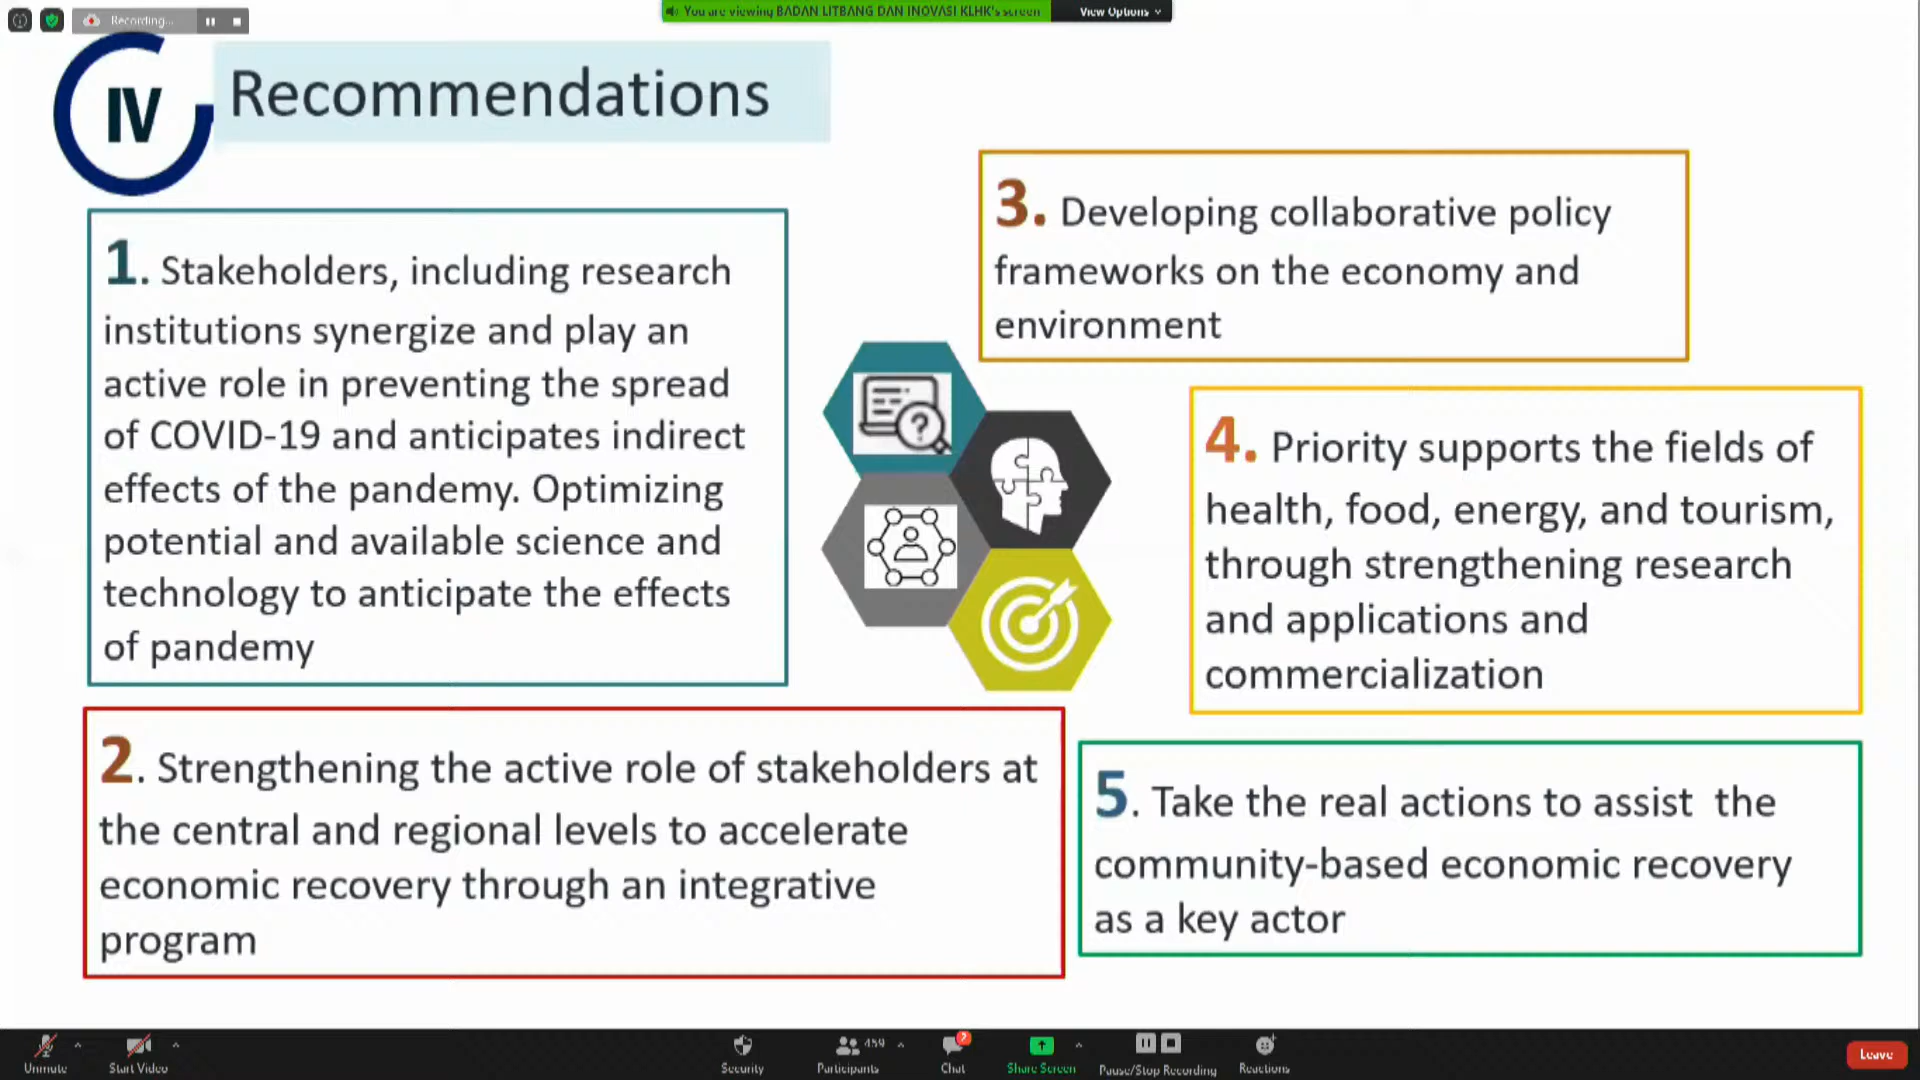 Recording...
You are viewing BADAN LITBANG DAN INOVASI KLHK's screen
View Options
IV
Recommendations
1. Stakeholders, including research
institutions synergize and play an
active role in preventing the spread
of COVID-19 and anticipates indirect
effects of the pandemy. Optimizing
potential and available science and
technology to anticipate the effects
of pandemy
2. Strengthening the active role of stakeholders at
the central and regional levels to accelerate
economic recovery through an integrative
program
3. Developing collaborative policy
frameworks on the economy and
environment
?
4. Priority supports the fields of
health, food, energy, and tourism,
through strengthening research
and applications and
commercialization
5. Take the real actions to assist the
community-based economic recovery
as a key actor
Unmute
Start Video
Security
459
Participants
Chat
Share Screen
Pause/Stop Recording
Reactions
Leave